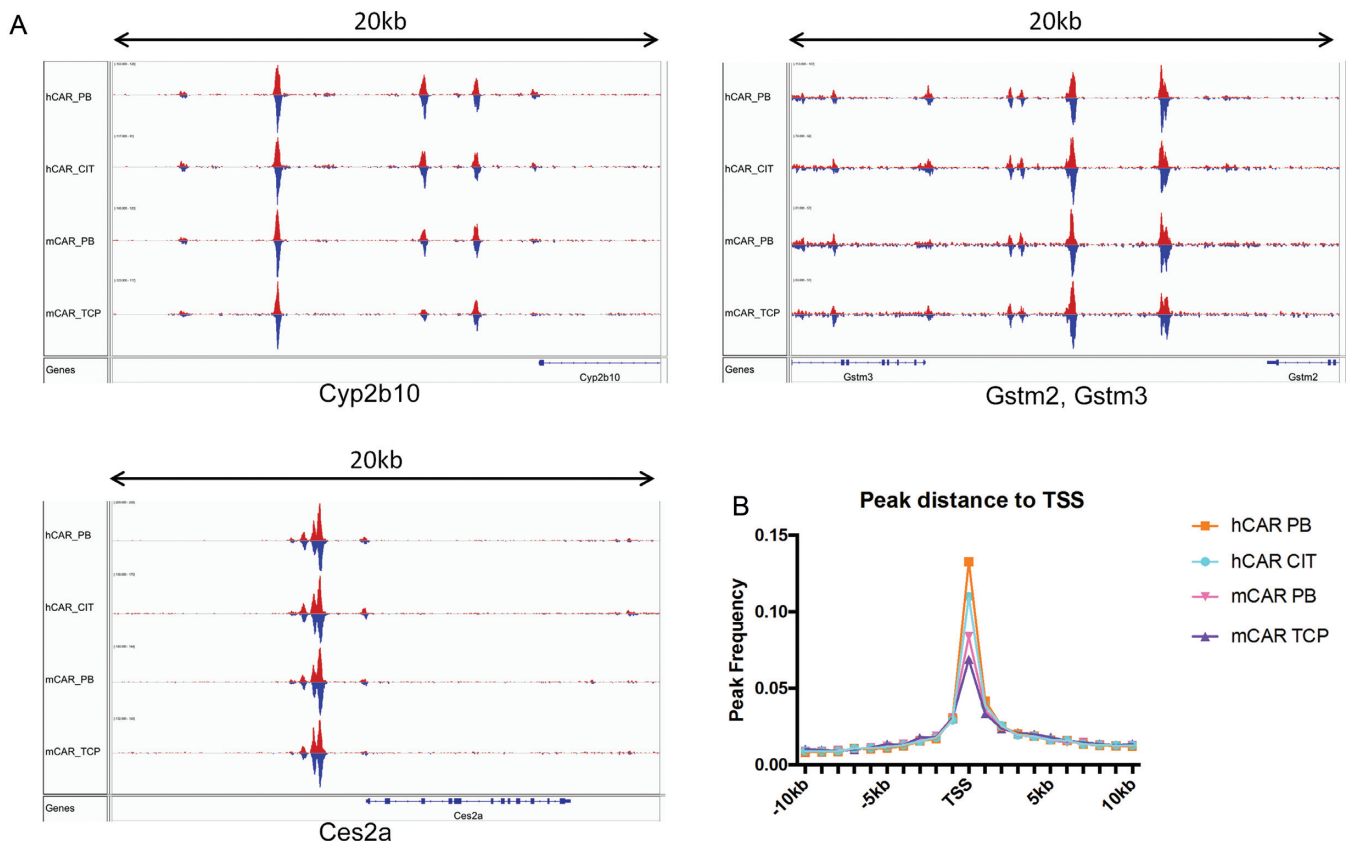 A
20kb
hCAR_PB
hCAR_CIT
mCAR_PB
mCAR_TCP
Genes
Cyp2b10
Cyp2b10
20kb
hCAR_PB
hCAR_CIT
mCAR_PB
mCAR_TCP
Genes
Gstm3
Gstm2
Gstm2, Gstm3
20kb
hCAR_PB
hCAR_CIT
mCAR_PB
mCAR_TCP
Genes
Ces2a
Ces2a
B
Peak distance to TSS
Peak Frequency
0.15
0.10
0.05
0.00
-10kb
-5kb
TSS
5kb
10kb
hCAR PB
hCAR CIT
mCAR PB
mCAR TCP